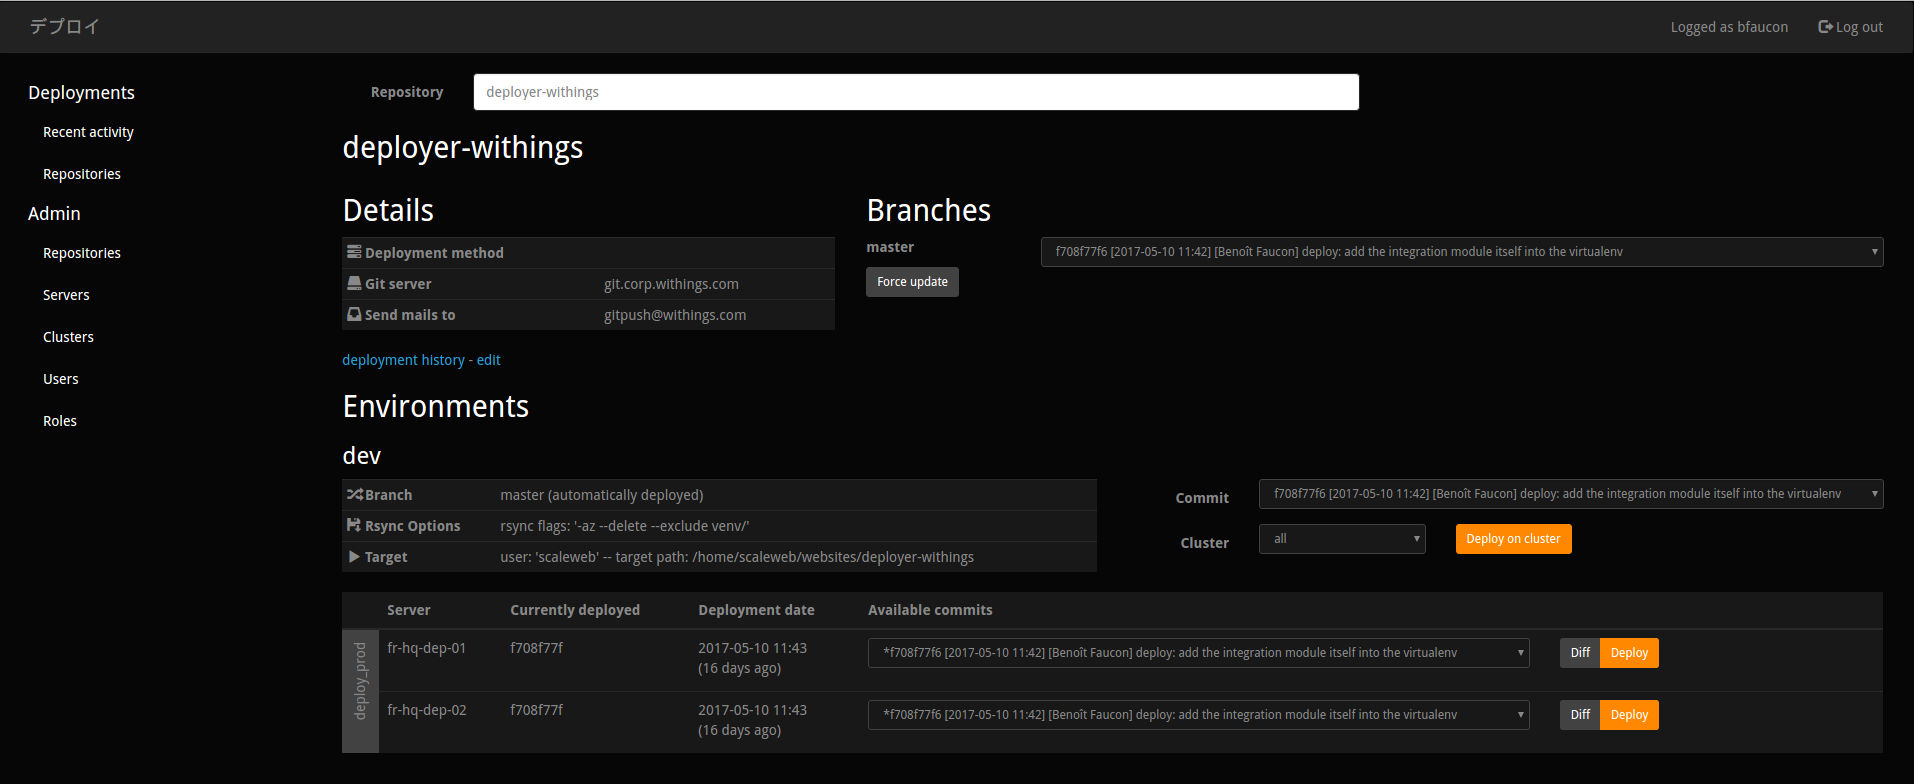 デプロイ
Logged as bfaucon
Log out
Deployments
Recent activity
Repositories
Admin
Repositories
Servers
Clusters
Users
Roles
Repository
deployer-withings
deployer-withings
Details
Deployment method
Git server git.corp.withings.com
Send mails to gitpush@withings.com
deployment history - edit
Branches
master f708f77f6 [2017-05-10 11:42] [Benoît Faucon] deploy: add the integration module itself into the virtualenv
Force update
Environments
dev
Branch master (automatically deployed)
Rsync Options rsync flags: '-az --delete --exclude venv/'
Target user: 'scaleweb' -- target path: /home/scaleweb/websites/deployer-withings
Commit f708f77f6 [2017-05-10 11:42] [Benoît Faucon] deploy: add the integration module itself into the virtualenv
Cluster all Deploy on cluster
Server Currently deployed Deployment date Available commits
deploy_prod
fr-hq-dep-01 f708f77f 2017-05-10 11:43 *f708f77f6 [2017-05-10 11:42] [Benoît Faucon] deploy: add the integration module itself into the virtualenv Diff Deploy
(16 days ago)
fr-hq-dep-02 f708f77f 2017-05-10 11:43 *f708f77f6 [2017-05-10 11:42] [Benoît Faucon] deploy: add the integration module itself into the virtualenv Diff Deploy
(16 days ago)